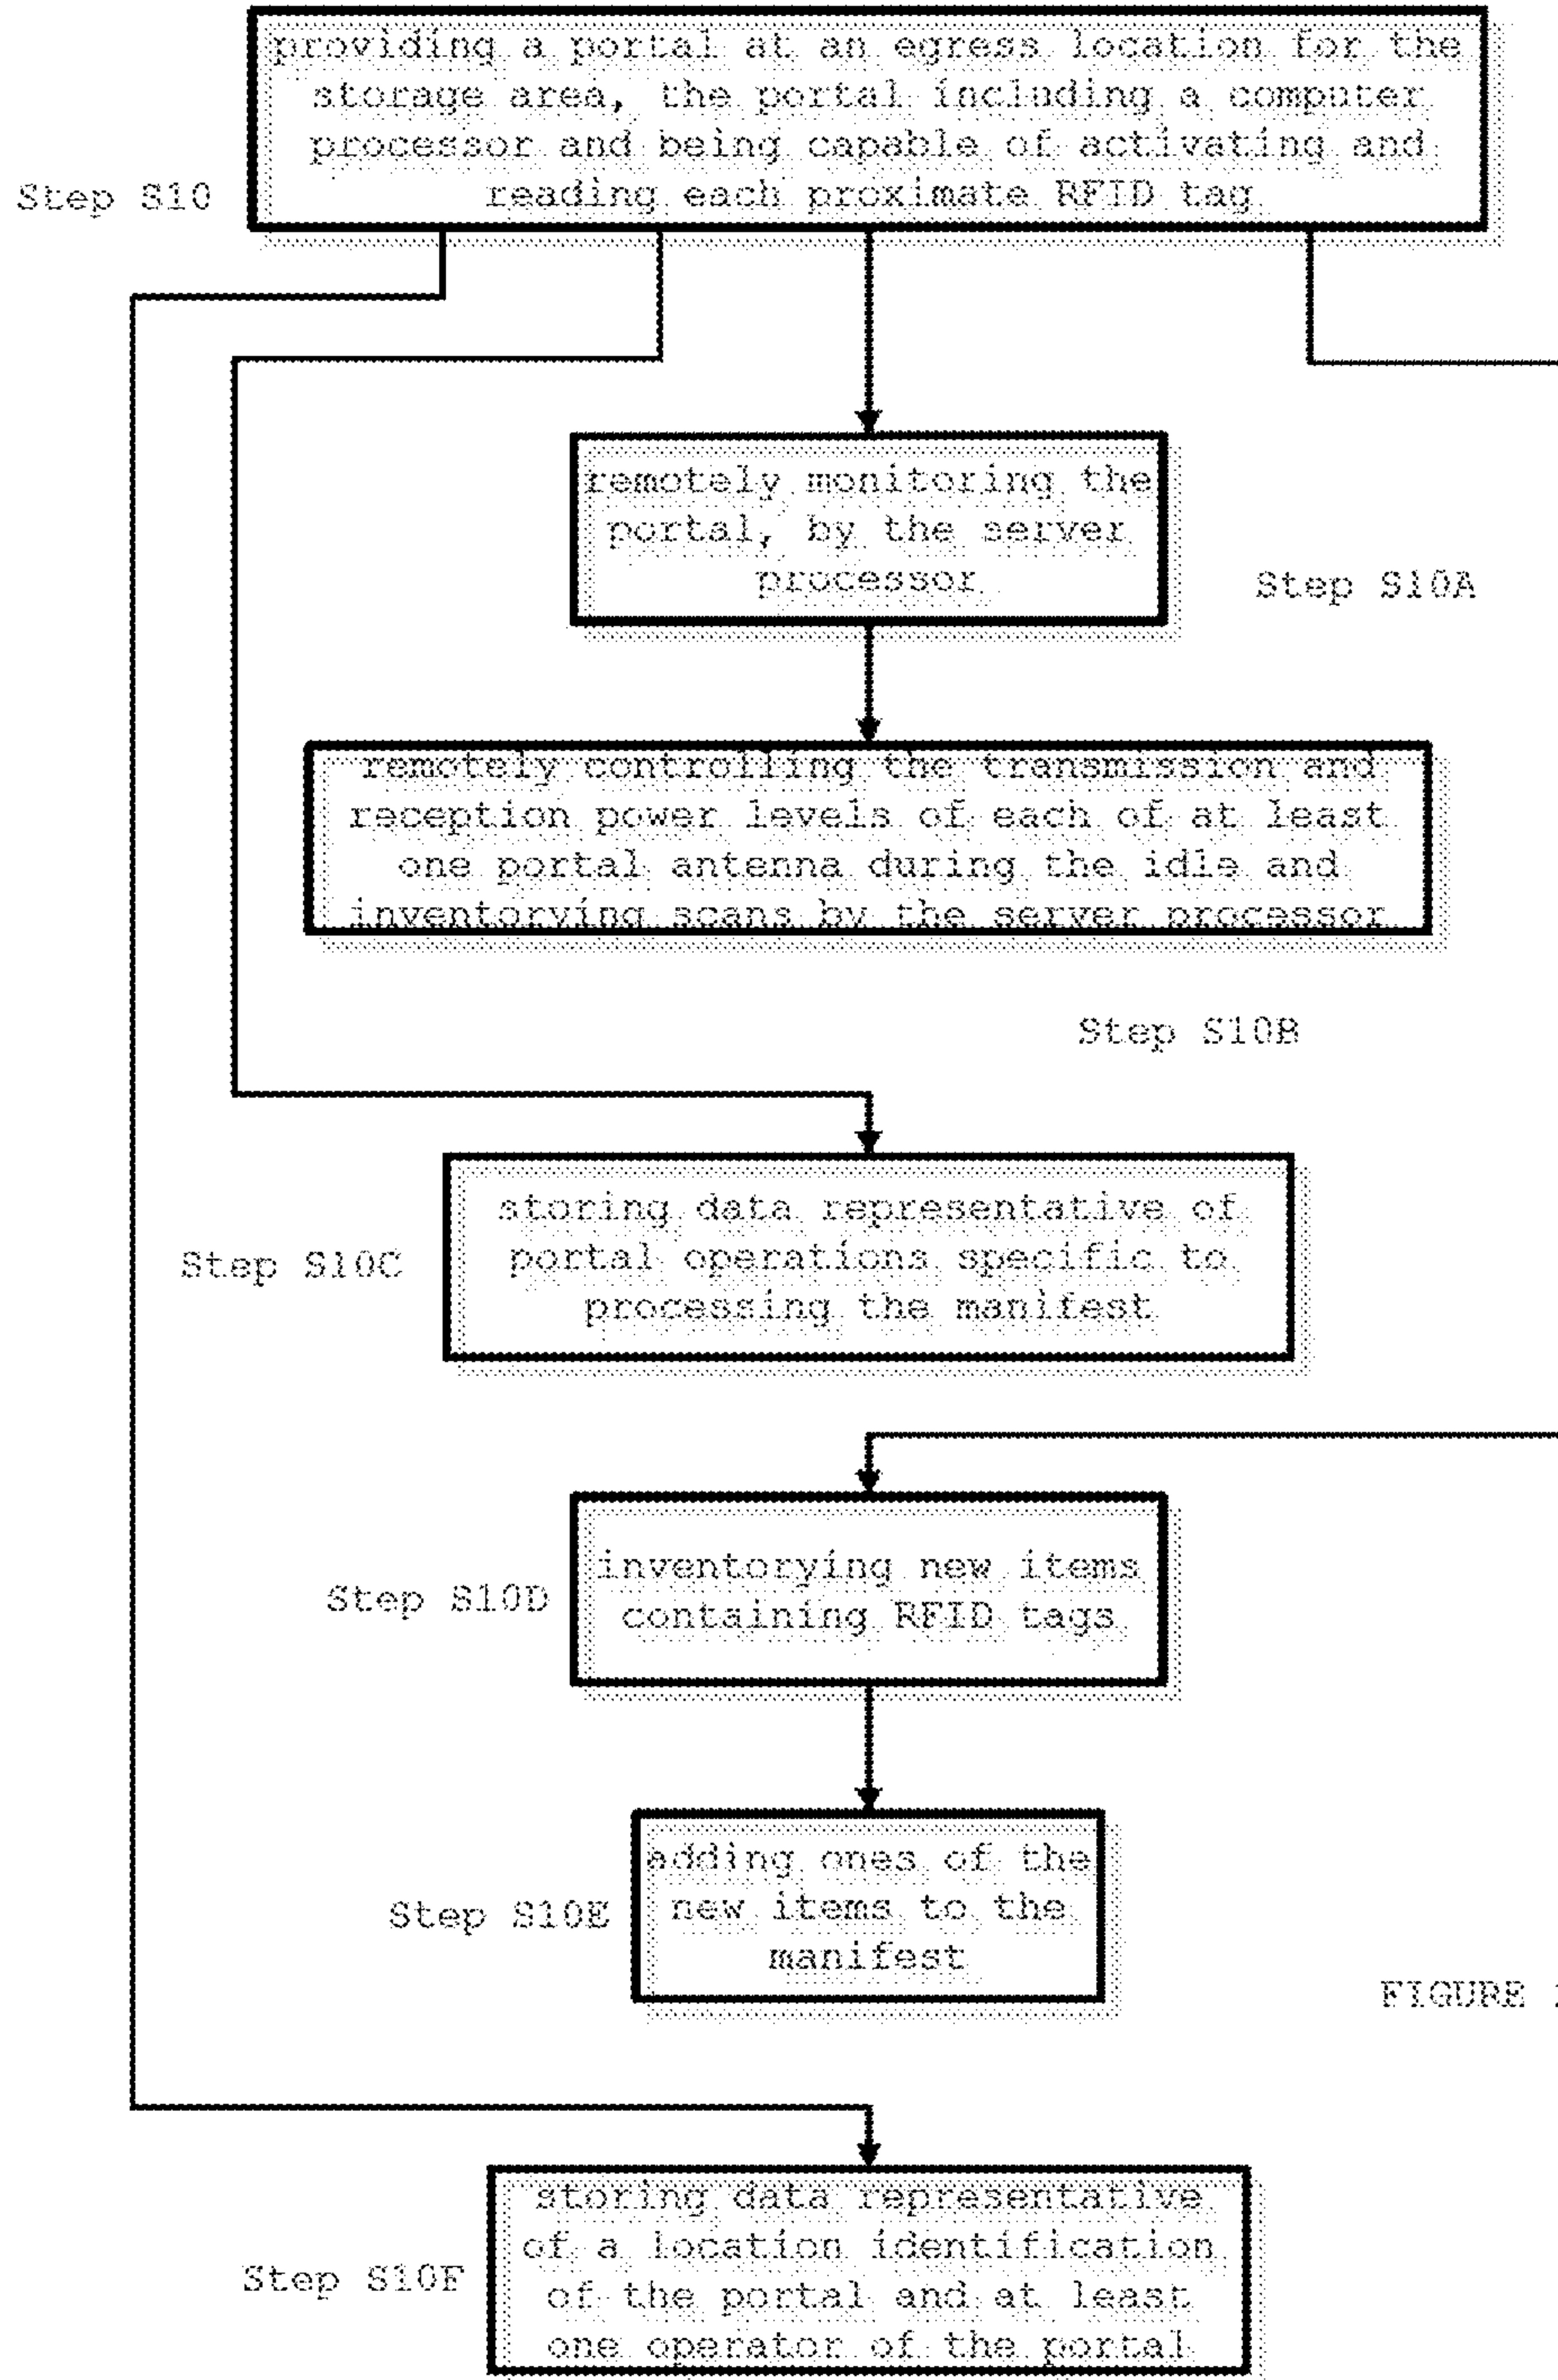 providing a portal at an egress location for the
storage area, the portal including a computer
processor and being capable of activating and
reading each proximate RFID tag
Step S10
remotely monitoring the
portal, by the server
processor
Step S10A
remotely controlling the transmission and
reception power levels of each of at least
one portal antenna during the idle and
inventorying scans by the server processor
Step S10B
storing data representative of
portal operations specific to
processing the manifest
Step S10C
inventorying new items
containing RFID tags
Step S10D
adding ones of the
new items to the
manifest
Step S10E
FIGURE
storing data representative
of a location identification
of the portal and at least
one operator of the portal
Step S10F